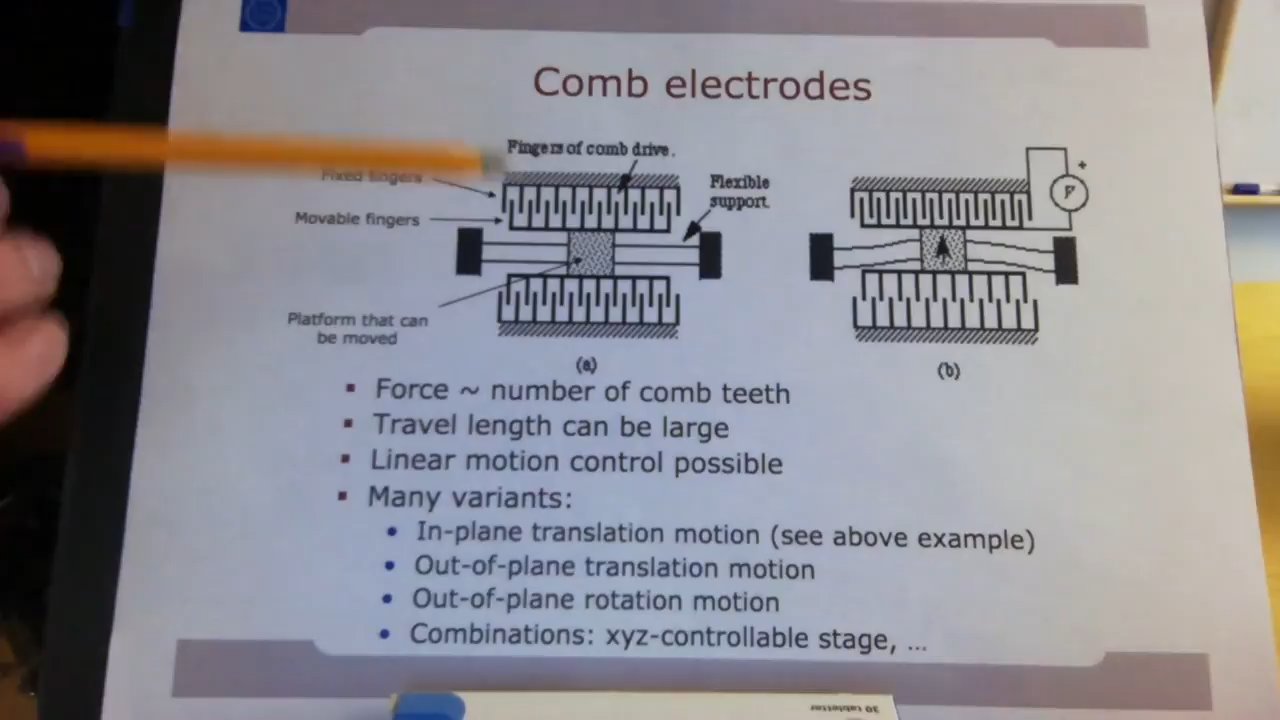 Comb electrodes
Fingers of comb drive.
Fixed fingers
Flexible
support.
Movable fingers
Platform that can
be moved
(a)
+
F
(b)
▪ Force ~ number of comb teeth
▪ Travel length can be large
▪ Linear motion control possible
▪ Many variants:
• In-plane translation motion (see above example)
• Out-of-plane translation motion
• Out-of-plane rotation motion
• Combinations: xyz-controllable stage, ...
30 tabletter